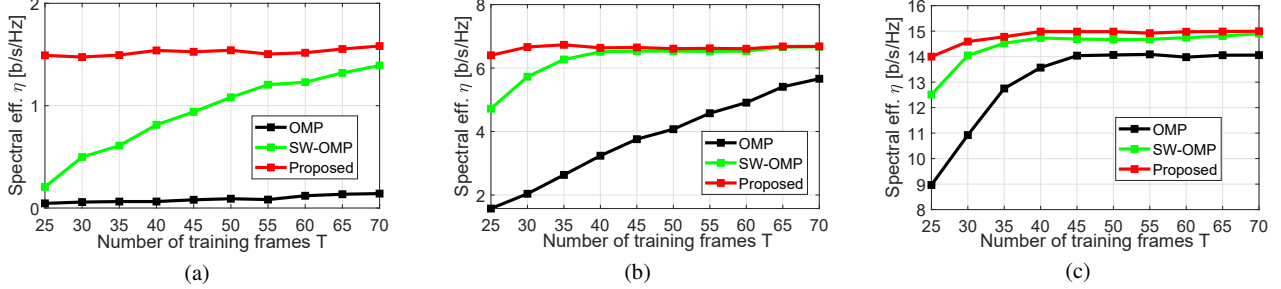 2
1
0
Spectral eff. η [b/s/Hz]
OMP
SW-OMP
Proposed
25 30 35 40 45 50 55 60 65 70
Number of training frames T
(a)
8
6
4
2
Spectral eff. η [b/s/Hz]
OMP
SW-OMP
Proposed
25 30 35 40 45 50 55 60 65 70
Number of training frames T
(b)
16
15
14
13
12
11
10
9
8
Spectral eff. η [b/s/Hz]
OMP
SW-OMP
Proposed
25 30 35 40 45 50 55 60 65 70
Number of training frames T
(c)